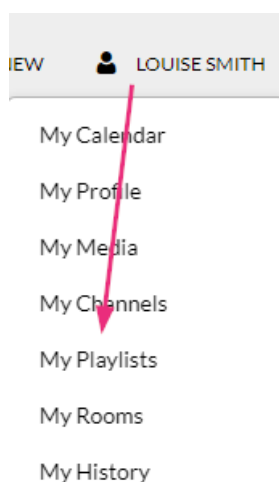 IEW LOUISE SMITH
My Calendar
My Profile
My Media
My Channels
My Playlists
My Rooms
My History